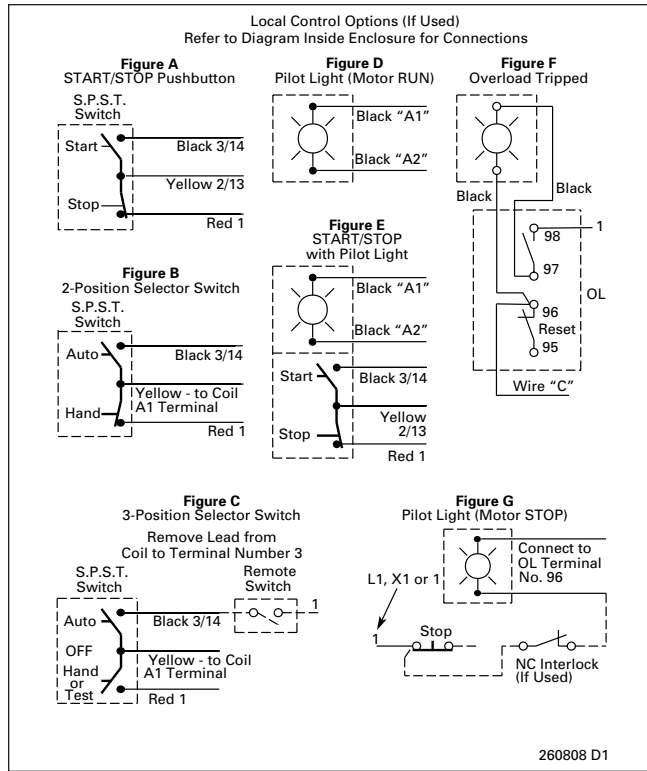 Local Control Options (If Used)
Refer to Diagram Inside Enclosure for Connections
Figure A
START/STOP Pushbutton
S.P.S.T.
Switch
Start
Black 3/14
Yellow 2/13
Stop
Red 1
Figure D
Pilot Light (Motor RUN)
Black “A1”
Black “A2”
Figure F
Overload Tripped
Black
Black
1
98
97
OL
96
Reset
95
Wire “C”
Figure B
2-Position Selector Switch
S.P.S.T.
Switch
Auto
Black 3/14
Yellow - to Coil
A1 Terminal
Hand
Red 1
Figure E
START/STOP
with Pilot Light
Black “A1”
Black “A2”
Start
Black 3/14
Yellow
2/13
Stop
Red 1
Figure C
3-Position Selector Switch
Remove Lead from
Coil to Terminal Number 3
S.P.S.T.
Switch
Remote
Switch
1
Auto
Black 3/14
OFF
Yellow - to Coil
A1 Terminal
Hand
or
Test
Red 1
Figure G
Pilot Light (Motor STOP)
Connect to
OL Terminal
No. 96
L1, X1 or 1
1
Stop
NC Interlock
(If Used)
260808 D1